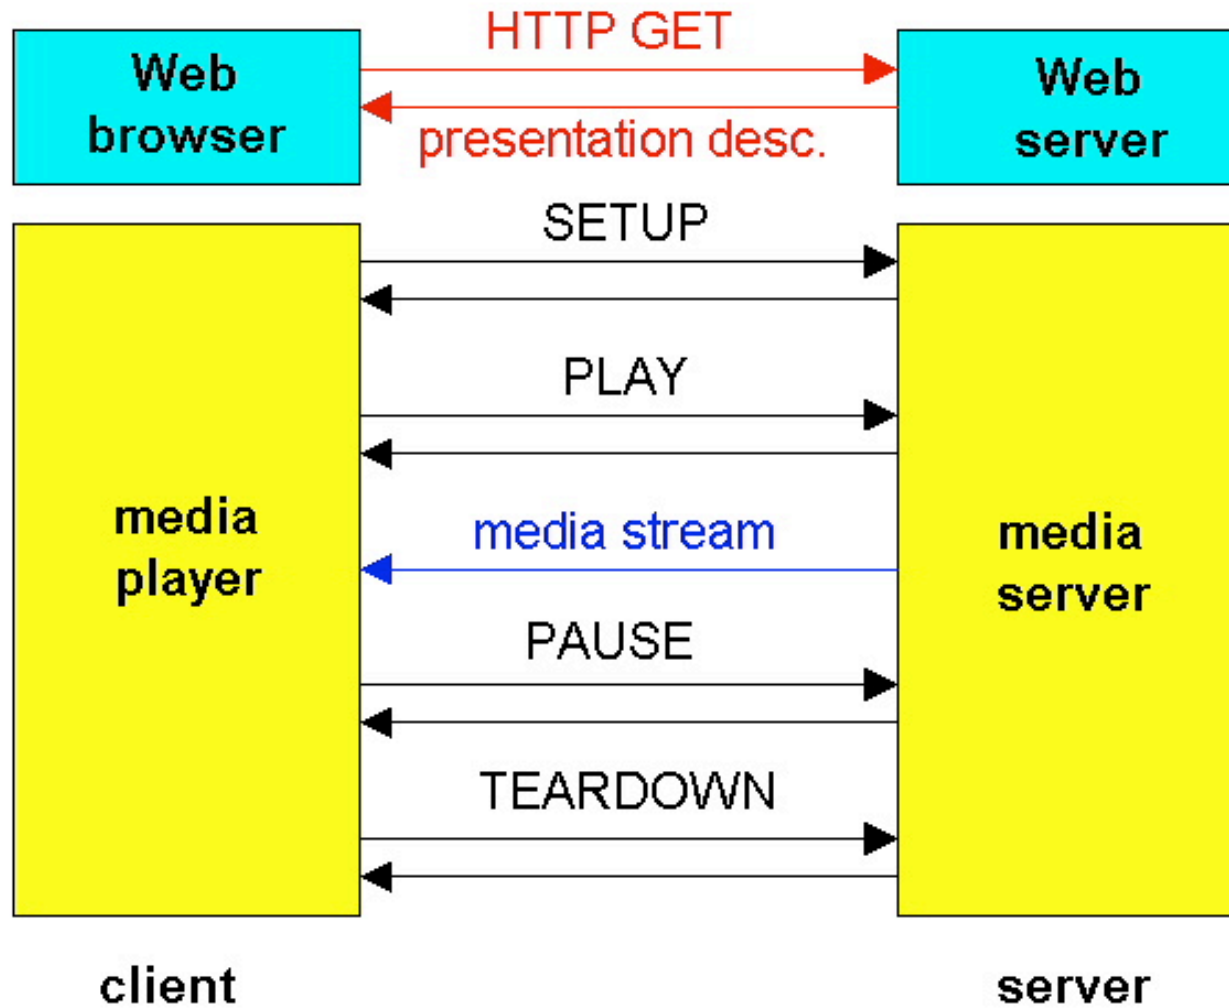 HTTP GET
Web
browser
Web
server
presentation desc.
SETUP
PLAY
media
player
media stream
media
server
PAUSE
TEARDOWN
client
server